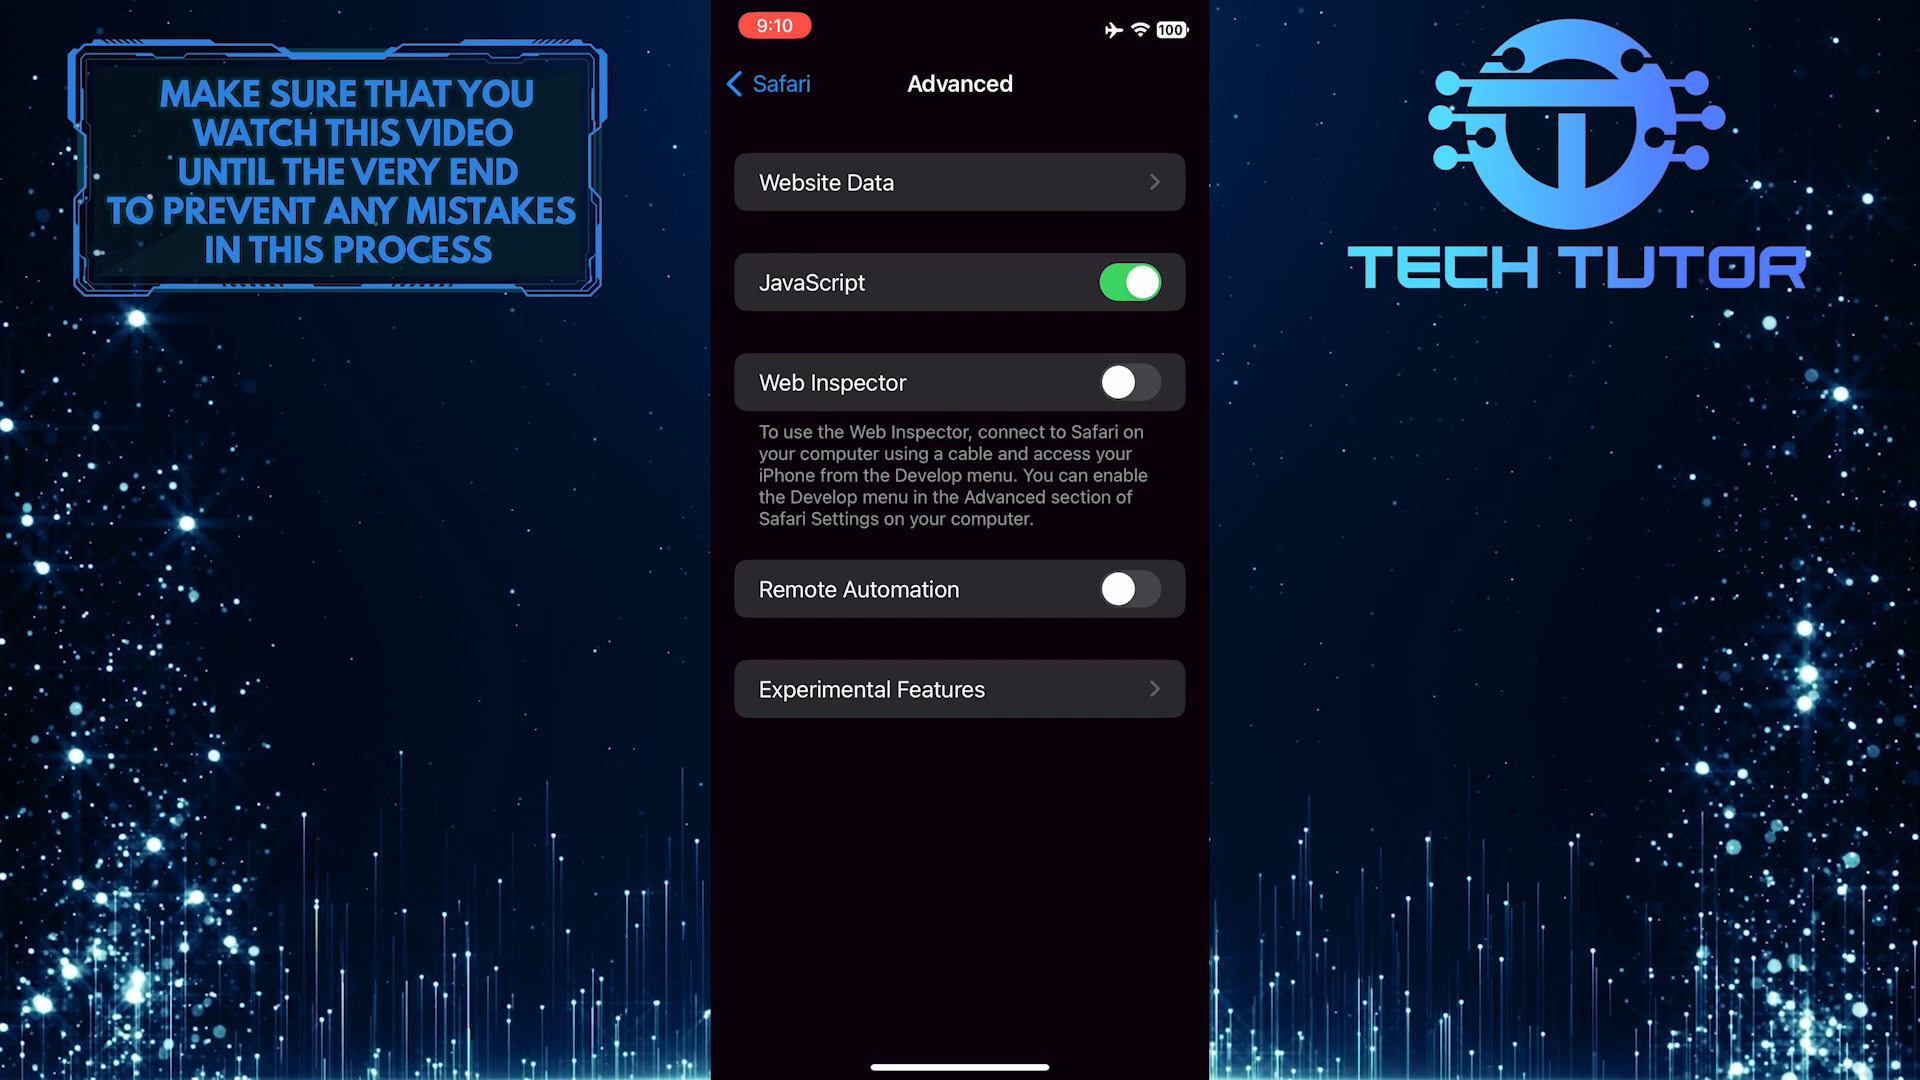 MAKE SURE THAT YOU
WATCH THIS VIDEO
UNTIL THE VERY END
TO PREVENT ANY MISTAKES
IN THIS PROCESS
9:10
100
Safari
Advanced
Website Data
JavaScript
Web Inspector
To use the Web Inspector, connect to Safari on
your computer using a cable and access your
iPhone from the Develop menu. You can enable
the Develop menu in the Advanced section of
Safari Settings on your computer.
Remote Automation
Experimental Features
TECH TUTOR